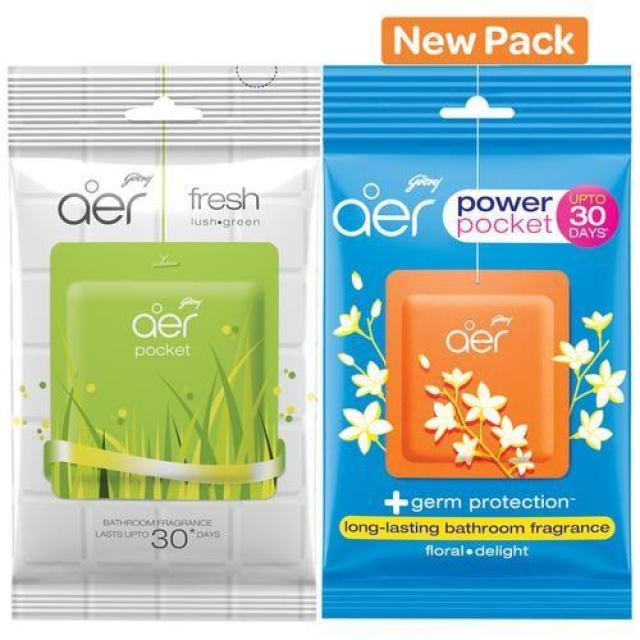 New Pack
Godrej
aer
fresh
lush•green
Godrej
aer
pocket
BATHROOM FRAGRANCE
LASTS UPTO 30* DAYS
Godrej
aer
power
pocket
UPTO
30
DAYS*
Godrej
aer
+ germ protection~
long-lasting bathroom fragrance
floral•delight